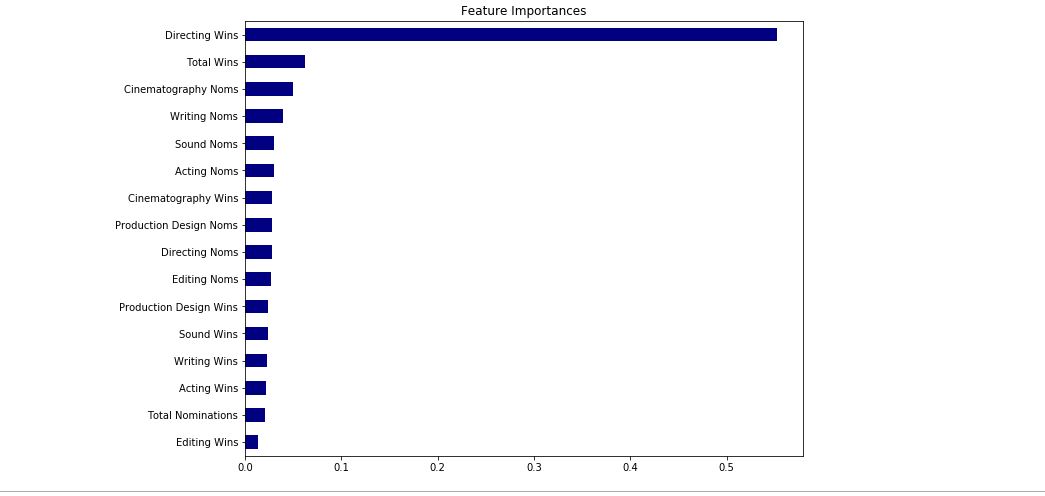 Feature Importances
Directing Wins
Total Wins
Cinematography Noms
Writing Noms
Sound Noms
Acting Noms
Cinematography Wins
Production Design Noms
Directing Noms
Editing Noms
Production Design Wins
Sound Wins
Writing Wins
Acting Wins
Total Nominations
Editing Wins
0.0 0.1 0.2 0.3 0.4 0.5